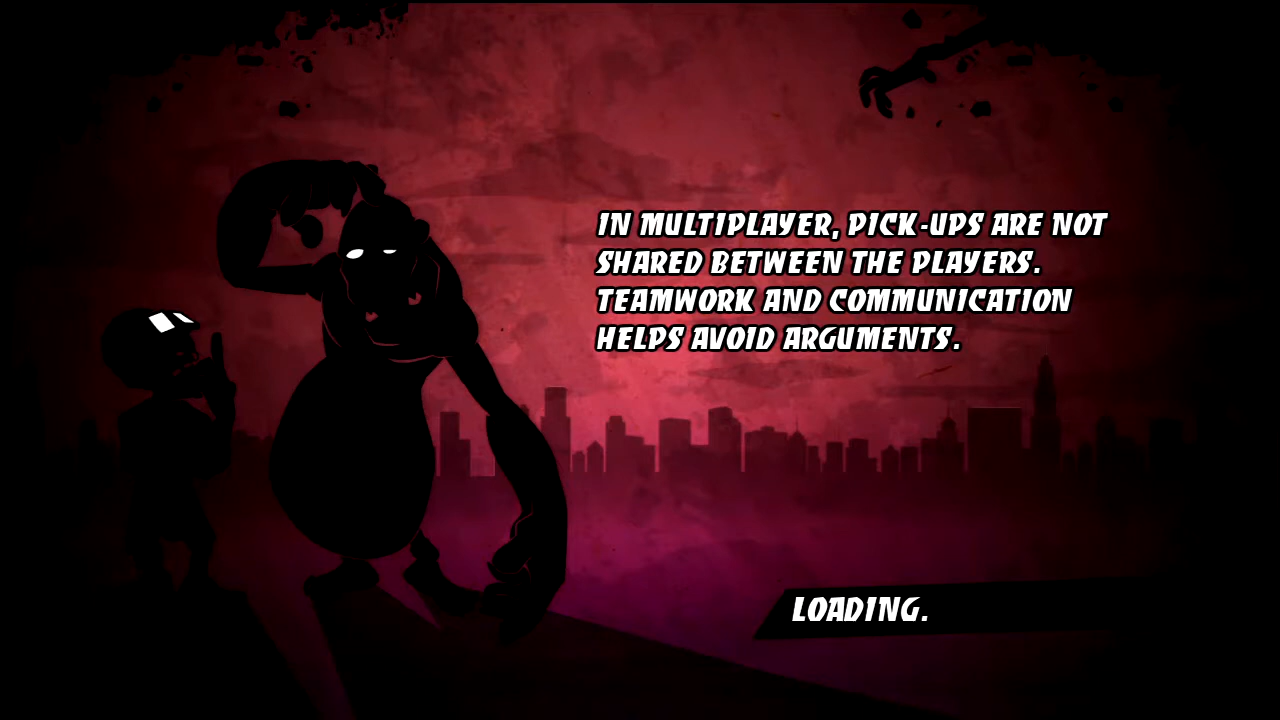 IN MULTIPLAYER, PICK-UPS ARE NOT
SHARED BETWEEN THE PLAYERS.
TEAMWORK AND COMMUNICATION
HELPS AVOID ARGUMENTS.
LOADING.